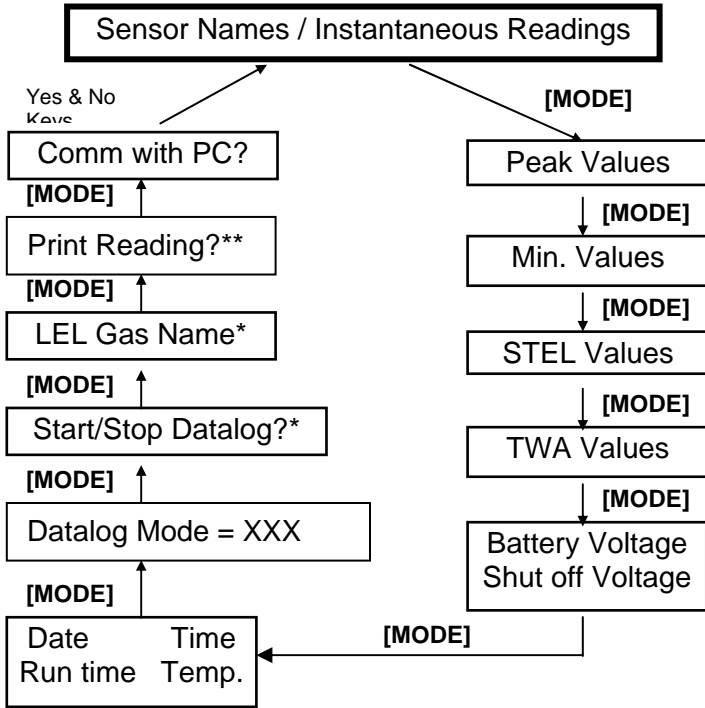 Sensor Names / Instantaneous Readings
[MODE]
Peak Values
[MODE]
Min. Values
[MODE]
STEL Values
[MODE]
TWA Values
[MODE]
Battery Voltage
Shut off Voltage
[MODE]
Date Time
Run time Temp.
[MODE]
Datalog Mode = XXX
[MODE]
Start/Stop Datalog?*
[MODE]
LEL Gas Name*
[MODE]
Print Reading?**
[MODE]
Comm with PC?
Yes & No
Keys